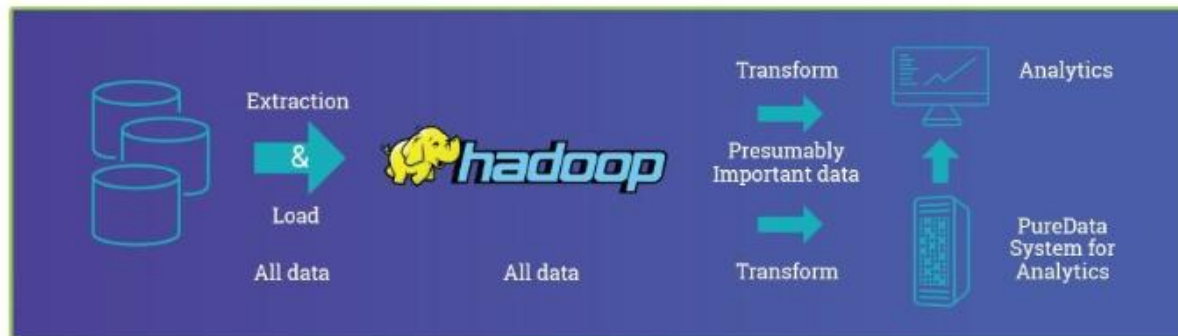 Extraction
&
Load
All data
hadoop
All data
Transform
Presumably
Important data
Transform
Analytics
PureData
System for
Analytics